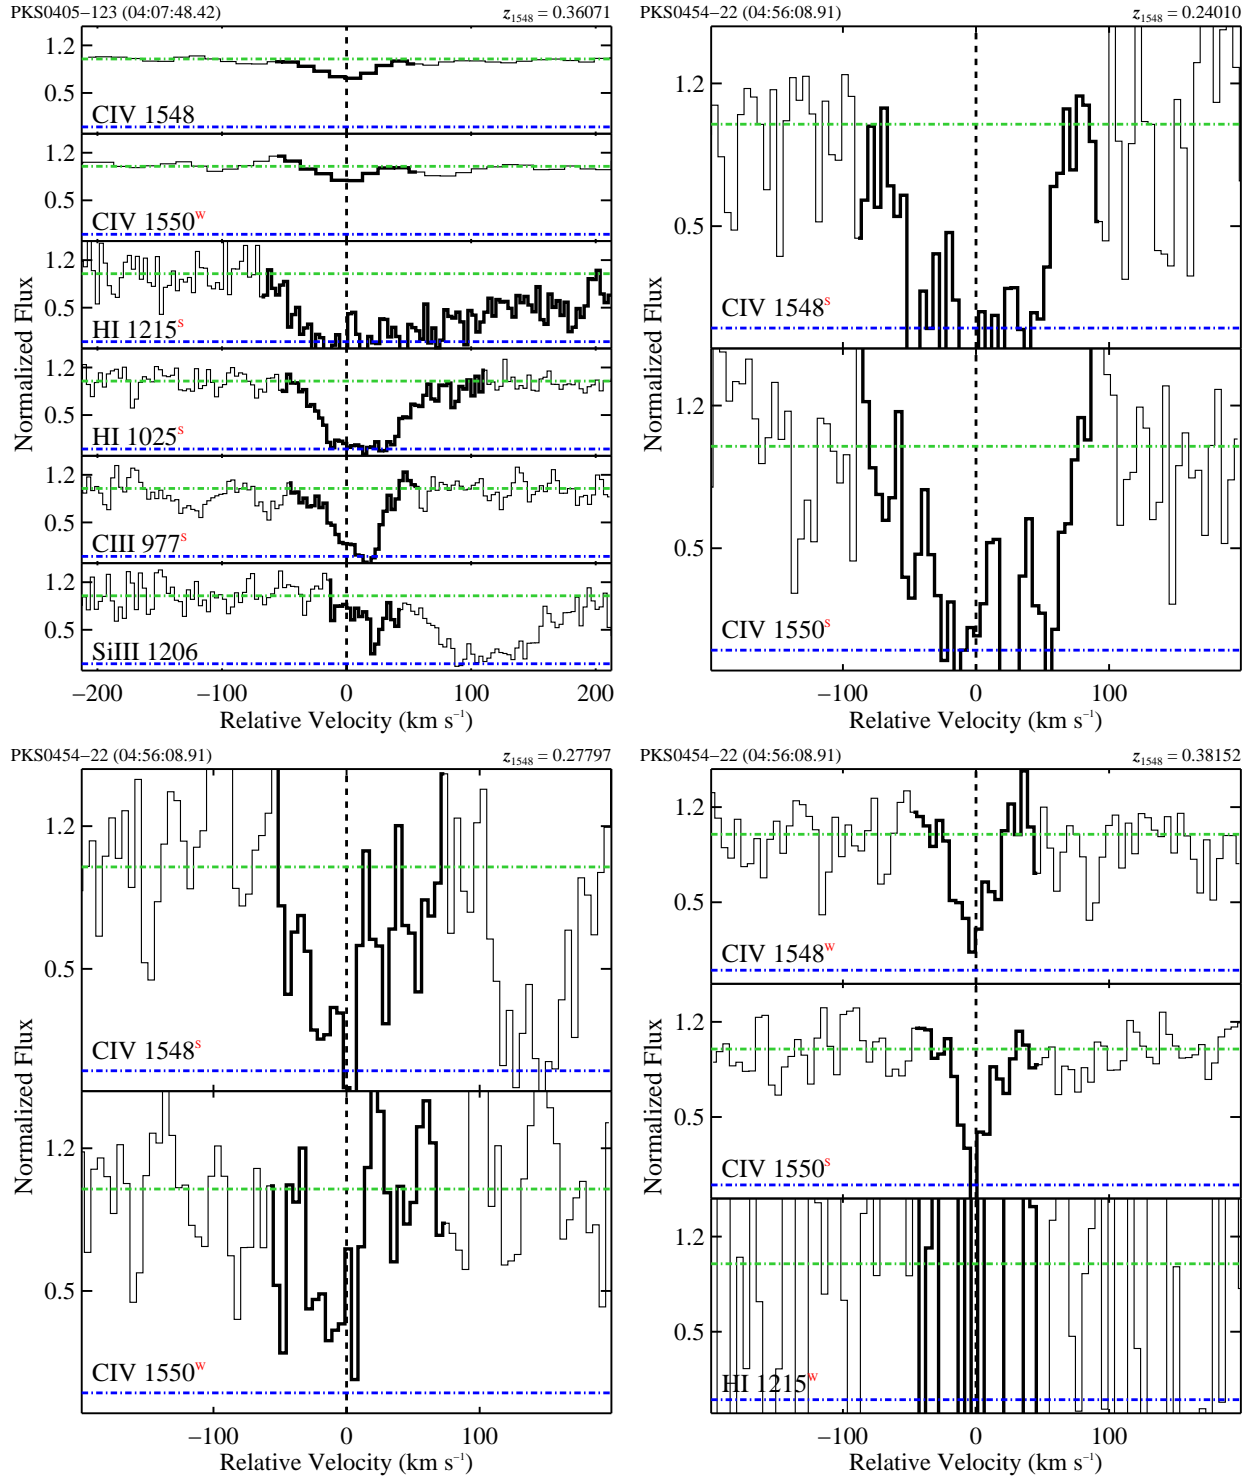 PKS0405−123 (04:07:48.42) z1548 = 0.36071
1.2
0.5
CIV 1548
1.2
0.5
CIV 1550W
1.2
0.5
HI 1215S
1.2
0.5
HI 1025S
1.2
0.5
CIII 977S
1.2
0.5
SiIII 1206
Normalized Flux
−200 −100 0 100 200
Relative Velocity (km s−1)
PKS0454−22 (04:56:08.91) z1548 = 0.24010
1.2
0.5
CIV 1548S
1.2
0.5
CIV 1550S
Normalized Flux
Normalized Flux
−100 0 100
Relative Velocity (km s−1)
PKS0454−22 (04:56:08.91) z1548 = 0.27797
1.2
0.5
CIV 1548S
1.2
0.5
CIV 1550W
Normalized Flux
Normalized Flux
−100 0 100
Relative Velocity (km s−1)
PKS0454−22 (04:56:08.91) z1548 = 0.38152
1.2
0.5
CIV 1548W
1.2
0.5
CIV 1550S
1.2
0.5
HI 1215W
Normalized Flux
−100 0 100
Relative Velocity (km s−1)